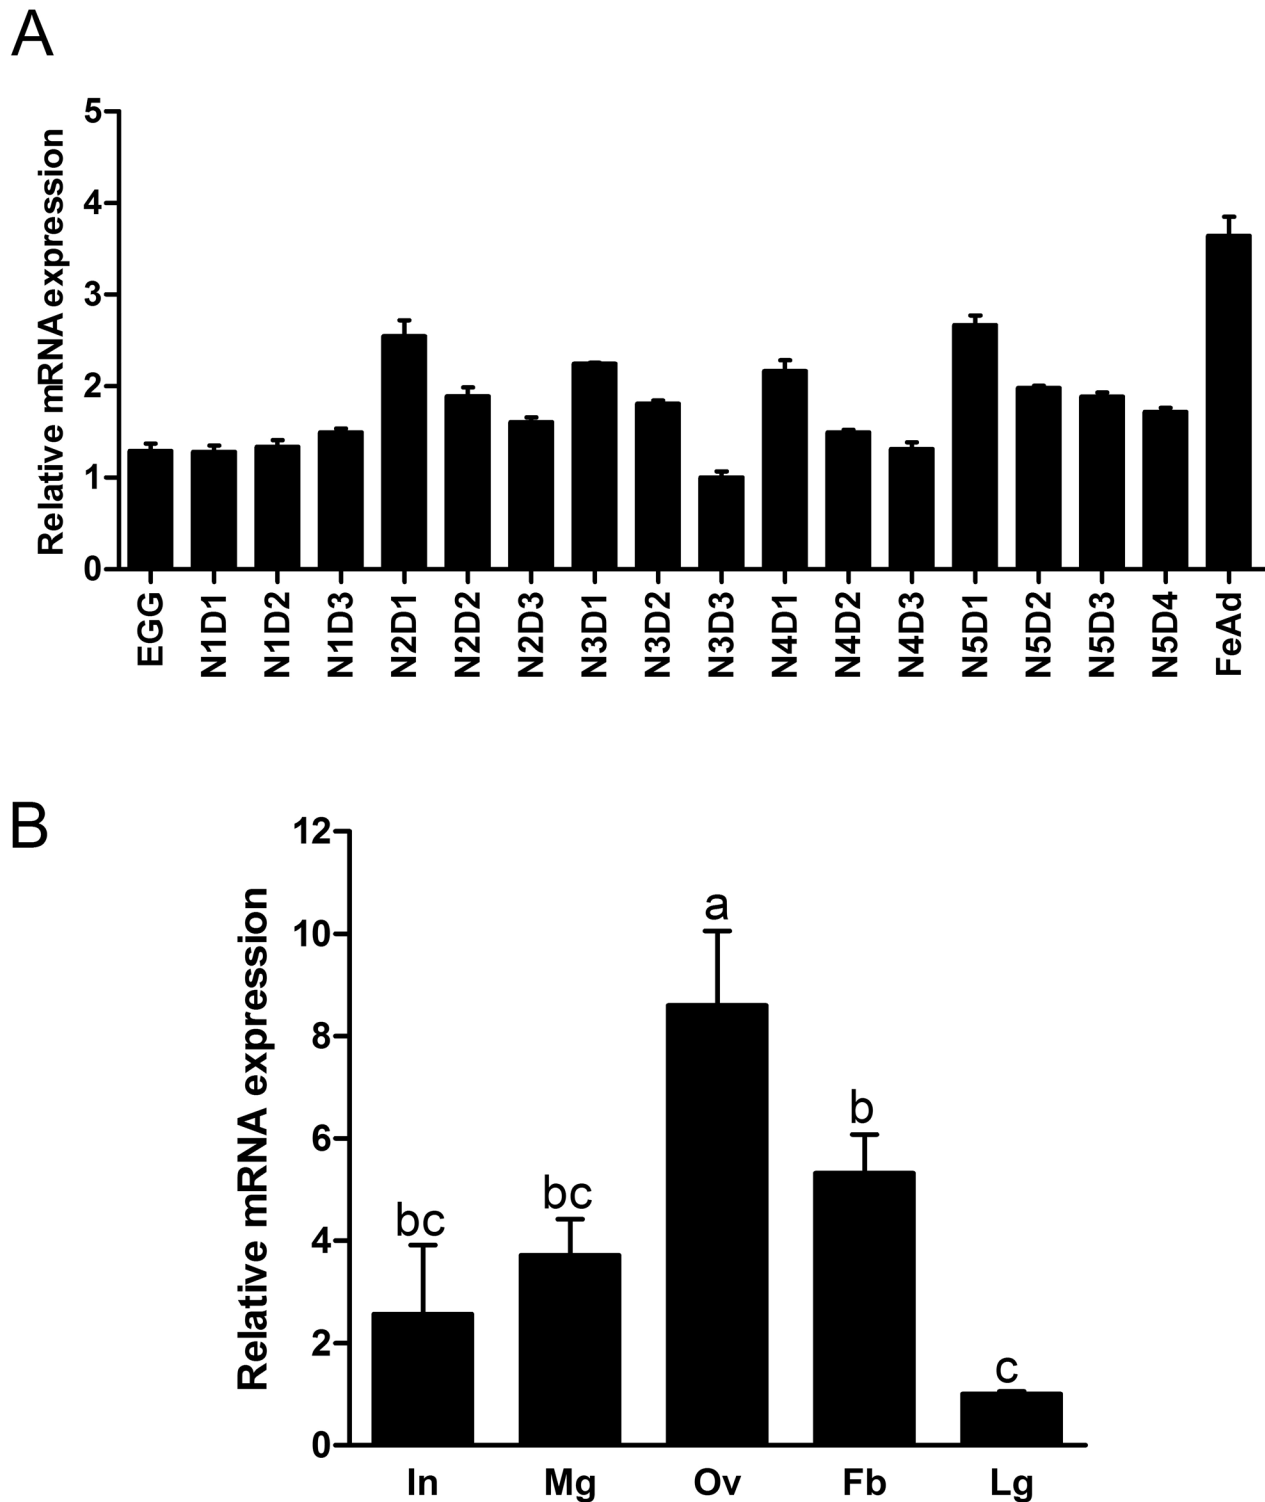 A
Relative mRNA expression
5
4
3
2
1
0
EGG
N1D1
N1D2
N1D3
N2D1
N2D2
N2D3
N3D1
N3D2
N3D3
N4D1
N4D2
N4D3
N5D1
N5D2
N5D3
N5D4
FeAd
B
Relative mRNA expression
12
10
8
6
4
2
0
bc
bc
a
b
c
In Mg Ov Fb Lg